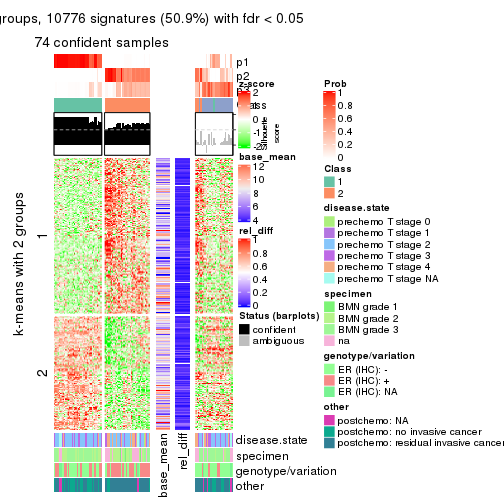 groups, 10776 signatures (50.9%) with fdr < 0.05
74 confident samples
p1
p2
p3
z-score
2
1
0
-1
-2
Silhouette
score
k-means with 2 groups
1
2
base_mean
12
10
8
6
4
rel_diff
1
0.8
0.6
0.4
0.2
0
Status (barplots)
confident
ambiguous
base_mean
rel_diff
disease.state
specimen
genotype/variation
other
Prob
1
0.8
0.6
0.4
0.2
0
Class
1
2
disease.state
prechemo T stage 0
prechemo T stage 1
prechemo T stage 2
prechemo T stage 3
prechemo T stage 4
prechemo T stage NA
specimen
BMN grade 1
BMN grade 2
BMN grade 3
na
genotype/variation
ER (IHC): -
ER (IHC): +
ER (IHC): NA
other
postchemo: NA
postchemo: no invasive cancer
postchemo: residual invasive cancer